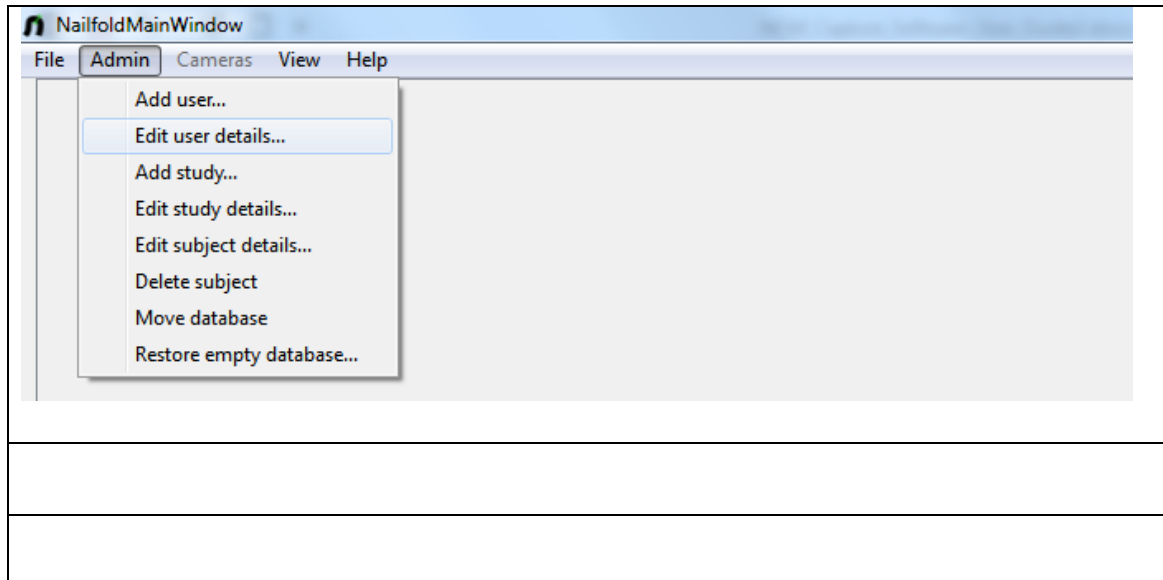 NailfoldMainWindow
File Admin Cameras View Help
Add user...
Edit user details...
Add study...
Edit study details...
Edit subject details...
Delete subject
Move database
Restore empty database...